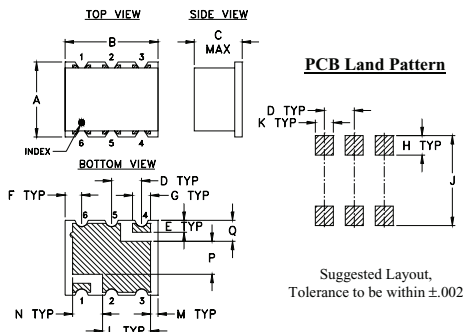 TOP VIEW
SIDE VIEW
B
C
MAX
1
2
3
A
6
5
4
INDEX
PCB Land Pattern
D TYP
K TYP
H TYP
J
BOTTOM VIEW
F TYP
D TYP
G TYP
6
5
4
E TYP
Q
P
1
2
3
N TYP
M TYP
L TYP
Suggested Layout,
Tolerance to be within ±.002